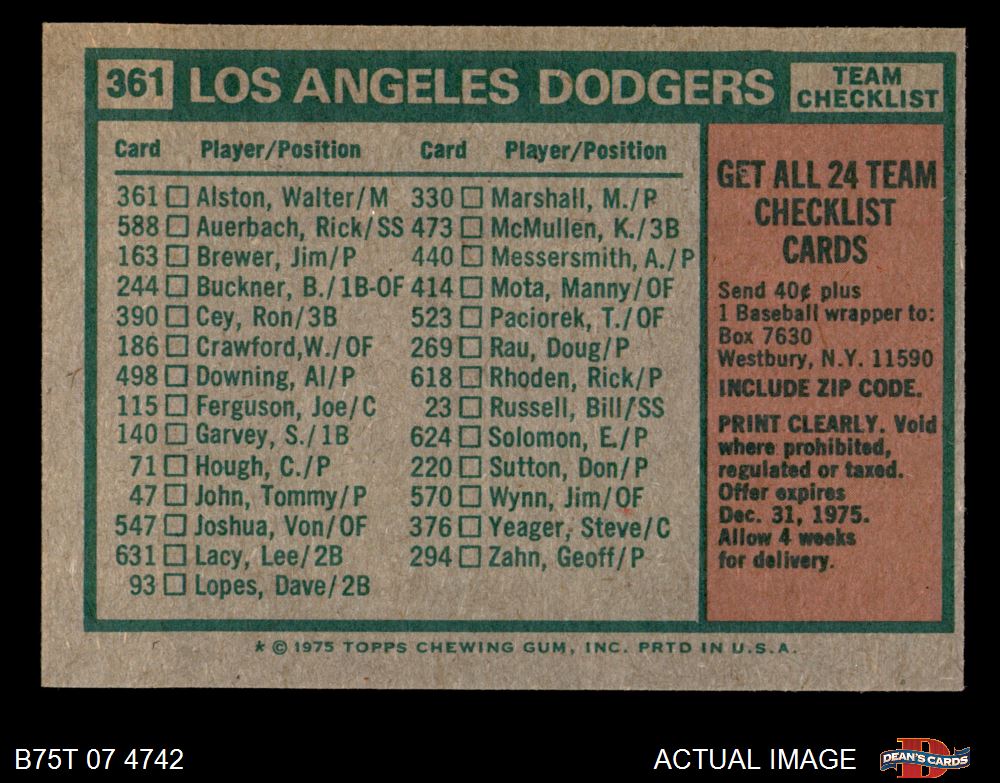 361 LOS ANGELES DODGERS TEAM CHECKLIST
Card Player/Position Card Player/Position
361 Alston, Walter/M 330 Marshall, M./P
588 Auerbach, Rick/SS 473 McMullen, K./3B
163 Brewer, Jim/P 440 Messersmith, A./P
244 Buckner, B./1B-OF 414 Mota, Manny/OF
390 Cey, Ron/3B 523 Paciorek, T./OF
186 Crawford,W./OF 269 Rau, Doug/P
498 Downing, Al/P 618 Rhoden, Rick/P
115 Ferguson, Joe/C 23 Russell, Bill/SS
140 Garvey, S./1B 624 Solomon, E./P
71 Hough, C./P 220 Sutton, Don/P
47 John, Tommy/P 570 Wynn, Jim/OF
547 Joshua, Von/OF 376 Yeager, Steve/C
631 Lacy, Lee/2B 294 Zahn, Geoff/P
93 Lopes, Dave/2B
GET ALL 24 TEAM
CHECKLIST
CARDS
Send 40¢ plus
1 Baseball wrapper to:
Box 7630
Westbury, N.Y. 11590
INCLUDE ZIP CODE.
PRINT CLEARLY. Void
where prohibited,
regulated or taxed.
Offer expires
Dec. 31, 1975.
Allow 4 weeks
for delivery.
* © 1975 TOPPS CHEWING GUM, INC. PRTD IN U.S.A.
B75T 07 4742
ACTUAL IMAGE
D
DEAN'S CARDS